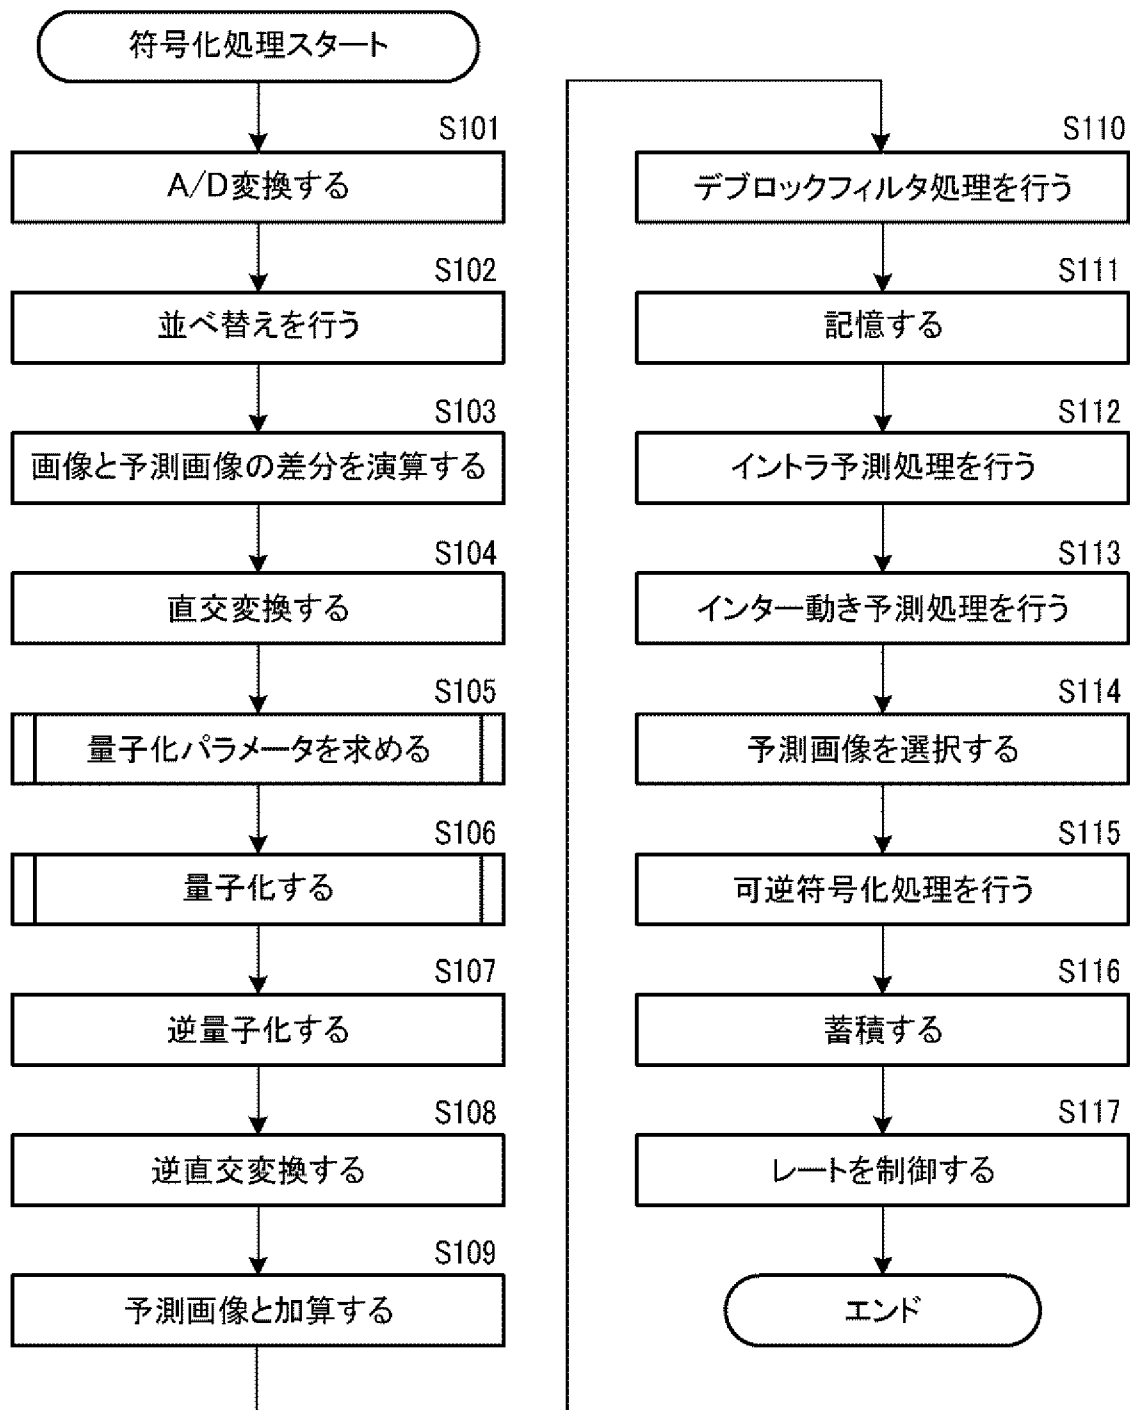 符号化処理スタート
S101
A/D変換する
S102
並べ替えを行う
S103
画像と予測画像の差分を演算する
S104
直交変換する
S105
量子化パラメータを求める
S106
量子化する
S107
逆量子化する
S108
逆直交変換する
S109
予測画像と加算する
S110
デブロックフィルタ処理を行う
S111
記憶する
S112
イントラ予測処理を行う
S113
インター動き予測処理を行う
S114
予測画像を選択する
S115
可逆符号化処理を行う
S116
蓄積する
S117
レートを制御する
エンド